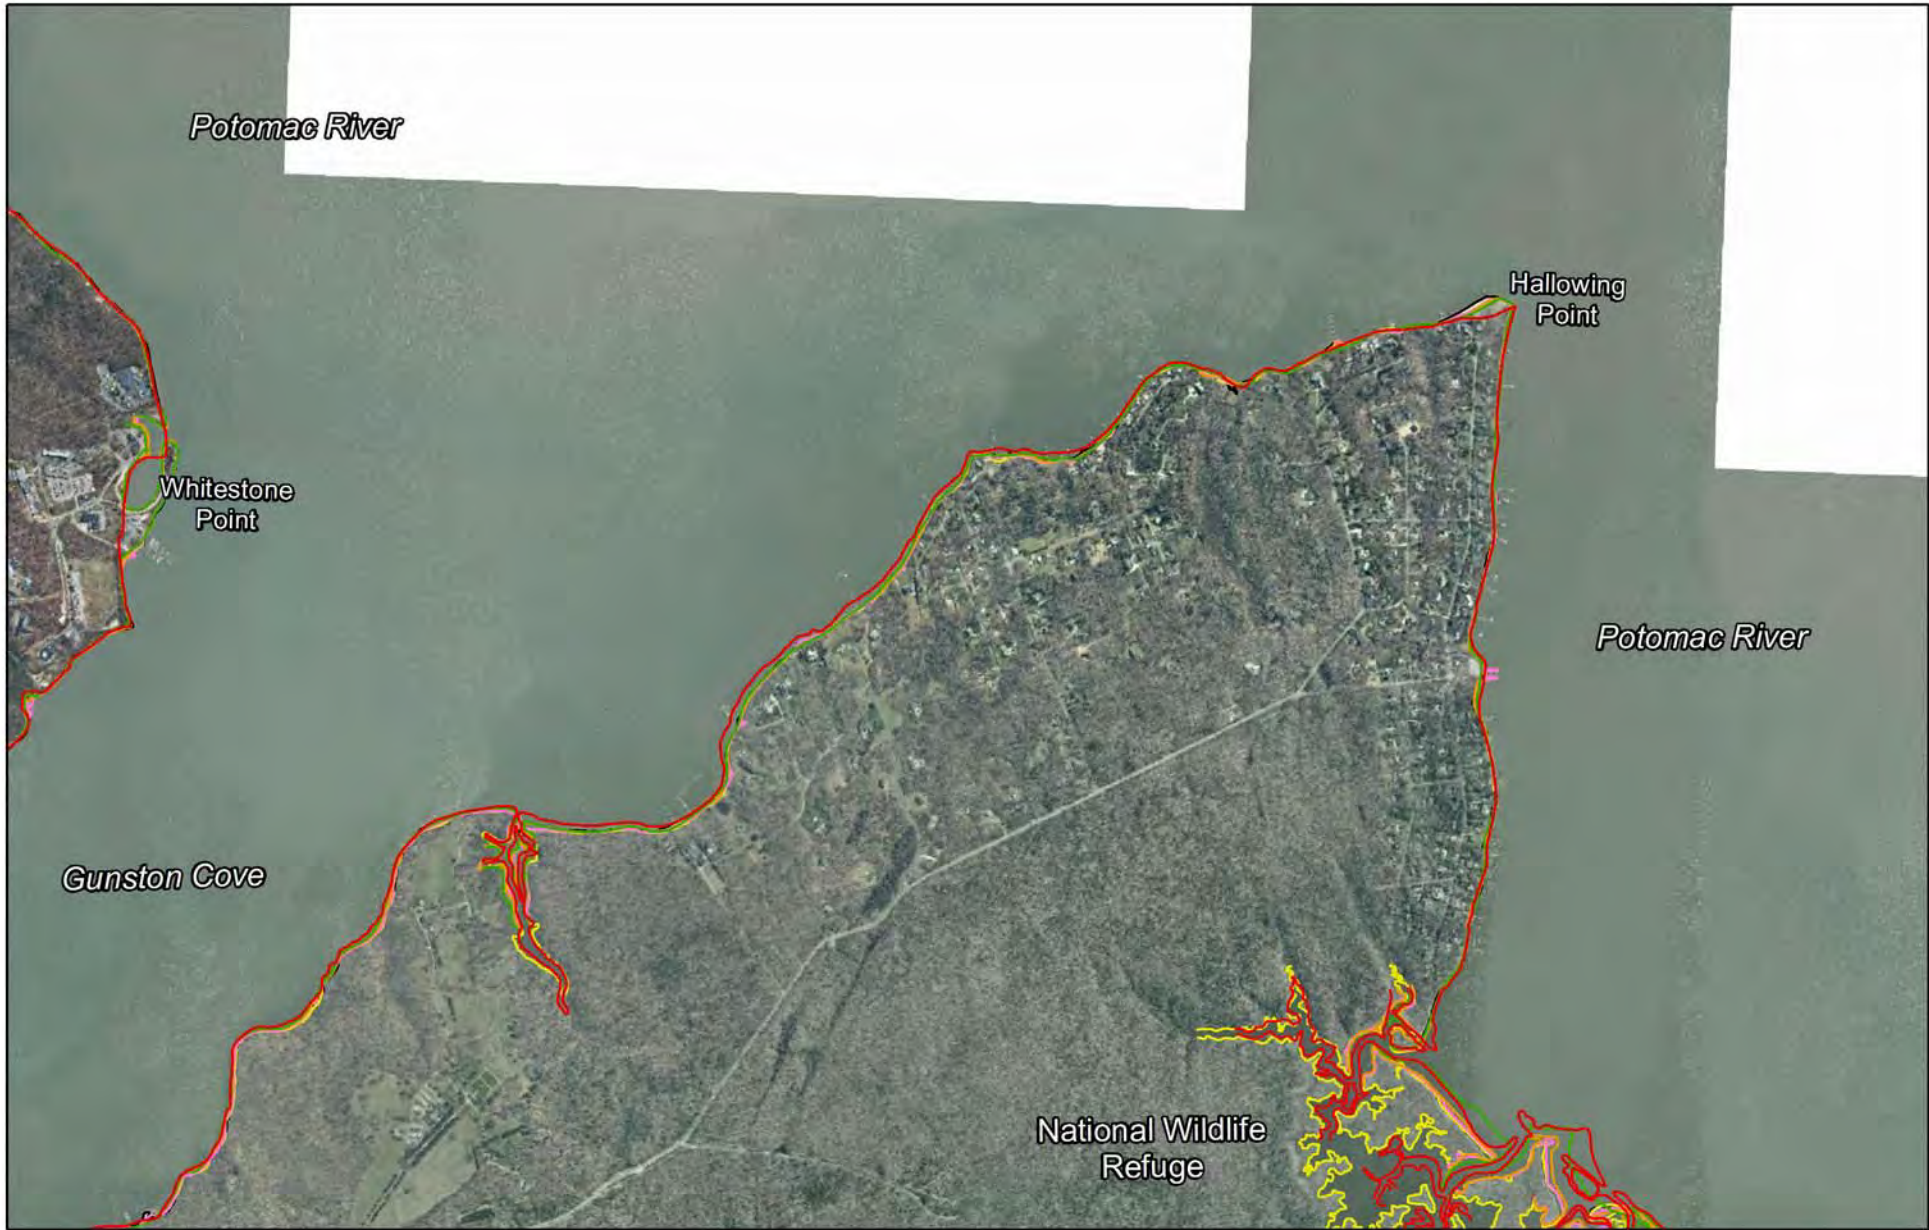 Potomac River
Hallowing
Point
Whitestone
Point
Potomac River
Gunston Cove
National Wildlife
Refuge